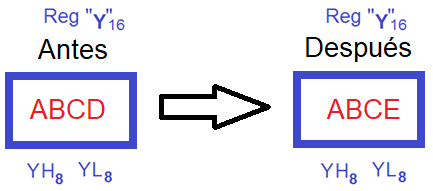 Reg "Y"16
Antes
ABCD
YH8 YL8
Reg "Y"16
Después
ABCE
YH8 YL8